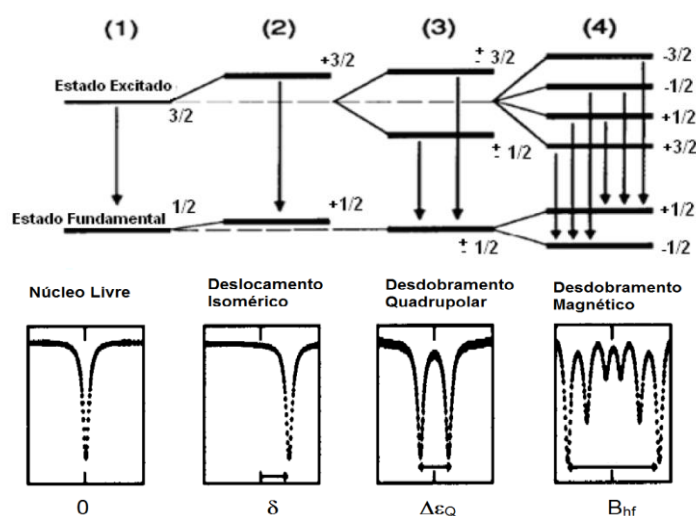 (1) (2) (3) (4)
Estado Excitado
3/2
+3/2
± 3/2
± 1/2
-3/2
-1/2
+1/2
+3/2
Estado Fundamental
1/2
+1/2
± 1/2
+1/2
-1/2
Núcleo Livre
Deslocamento
Isomérico
Desdobramento
Quadrupolar
Desdobramento
Magnético
0
δ
ΔεQ
Bhf